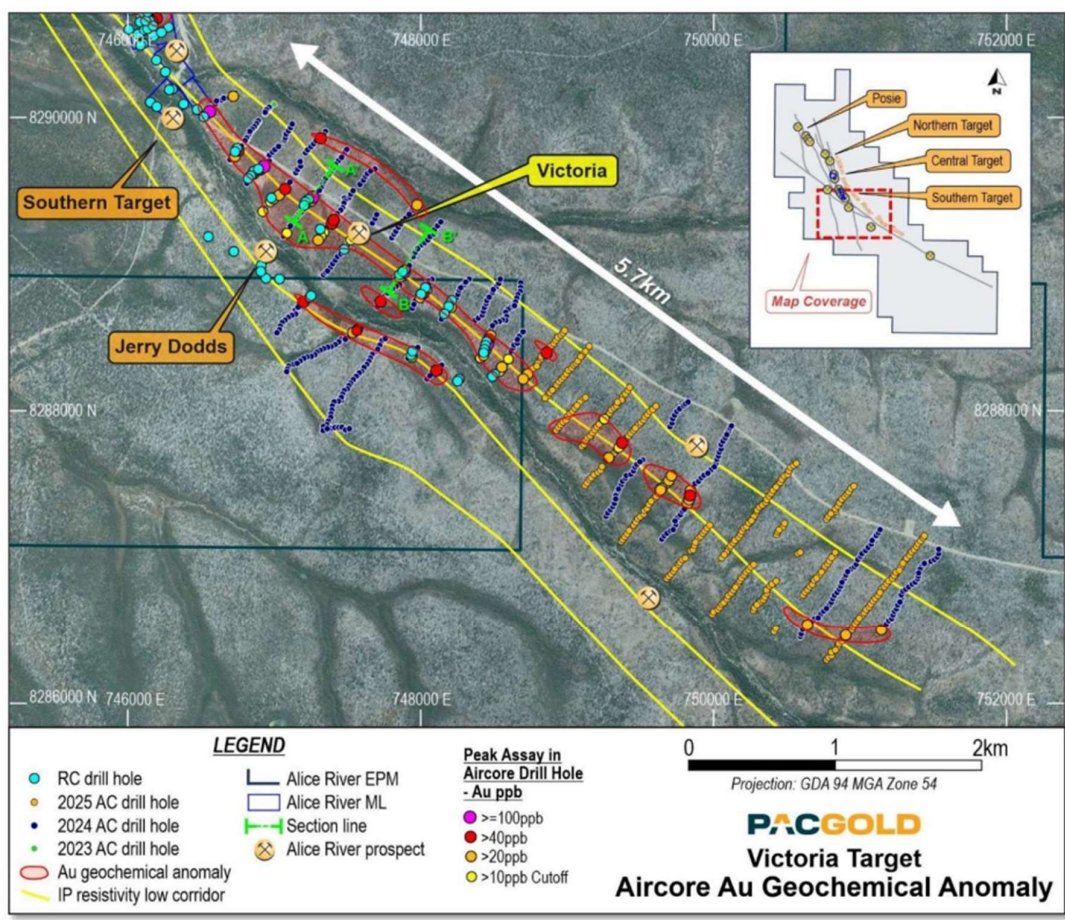 746000 E
748000 E
750000 E
752000 E
8290000 N
8288000 N
8288000 N
8286000 N
746000 E
748000 E
750000 E
752000 E
Southern Target
Victoria
Jerry Dodds
A
A'
B
B'
5.7km
N
Posie
Northern Target
Central Target
Southern Target
Map Coverage
LEGEND
RC drill hole
2025 AC drill hole
2024 AC drill hole
2023 AC drill hole
Au geochemical anomaly
IP resistivity low corridor
Alice River EPM
Alice River ML
Section line
Alice River prospect
Peak Assay in
Aircore Drill Hole
- Au ppb
>=100ppb
>40ppb
>20ppb
>10ppb Cutoff
0 1 2km
Projection: GDA 94 MGA Zone 54
PACGOLD
Victoria Target
Aircore Au Geochemical Anomaly